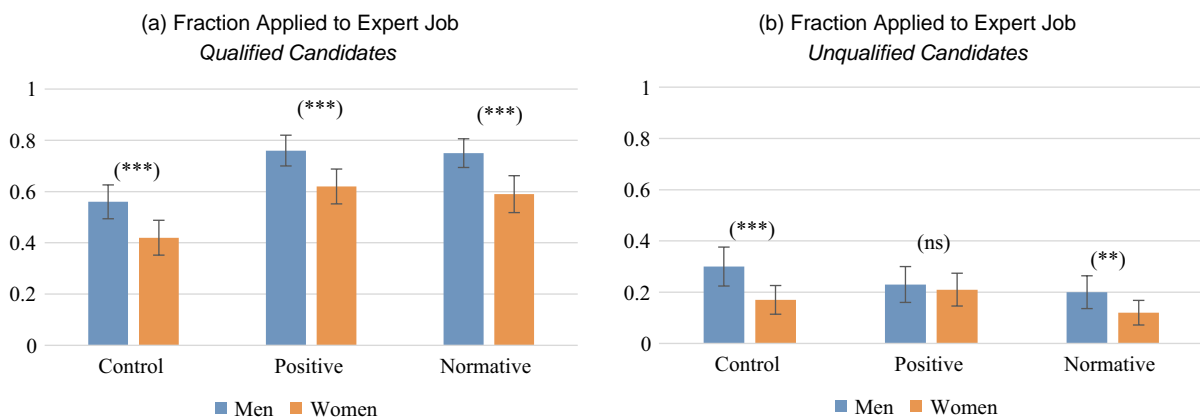 (a) Fraction Applied to Expert Job
Qualified Candidates
1
0.8
0.6
0.4
0.2
0
(***)
(***)
(***)
Control
Positive
Normative
Men
Women
(b) Fraction Applied to Expert Job
Unqualified Candidates
1
0.8
0.6
0.4
0.2
0
(***)
(ns)
(**)
Control
Positive
Normative
Men
Women